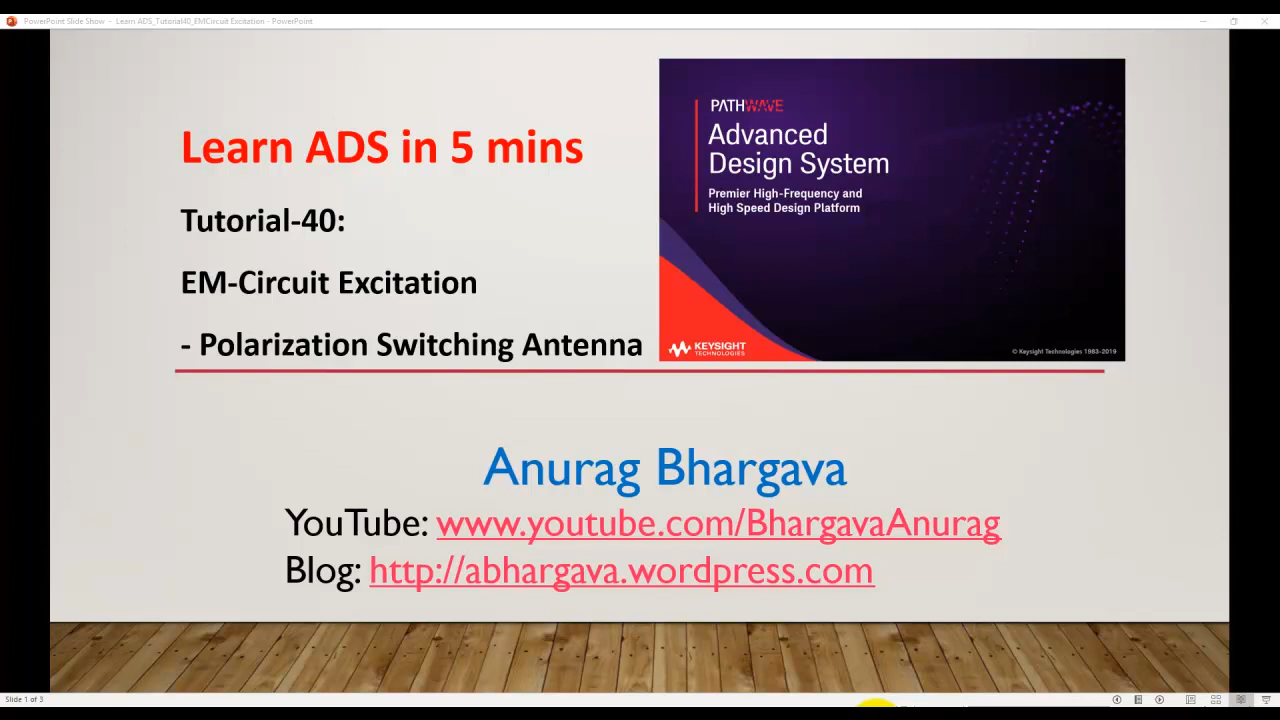 PowerPoint Slide Show - Learn ADS_Tutorial40_EMCircuit Excitation - PowerPoint
Learn ADS in 5 mins
Tutorial-40:
EM-Circuit Excitation
- Polarization Switching Antenna
PATHWAVE
Advanced
Design System
Premier High-Frequency and
High Speed Design Platform
KEYSIGHT
TECHNOLOGIES
© Keysight Technologies 1983-2019
Anurag Bhargava
YouTube: www.youtube.com/BhargavaAnurag
Blog: http://abhargava.wordpress.com
Slide 1 of 3